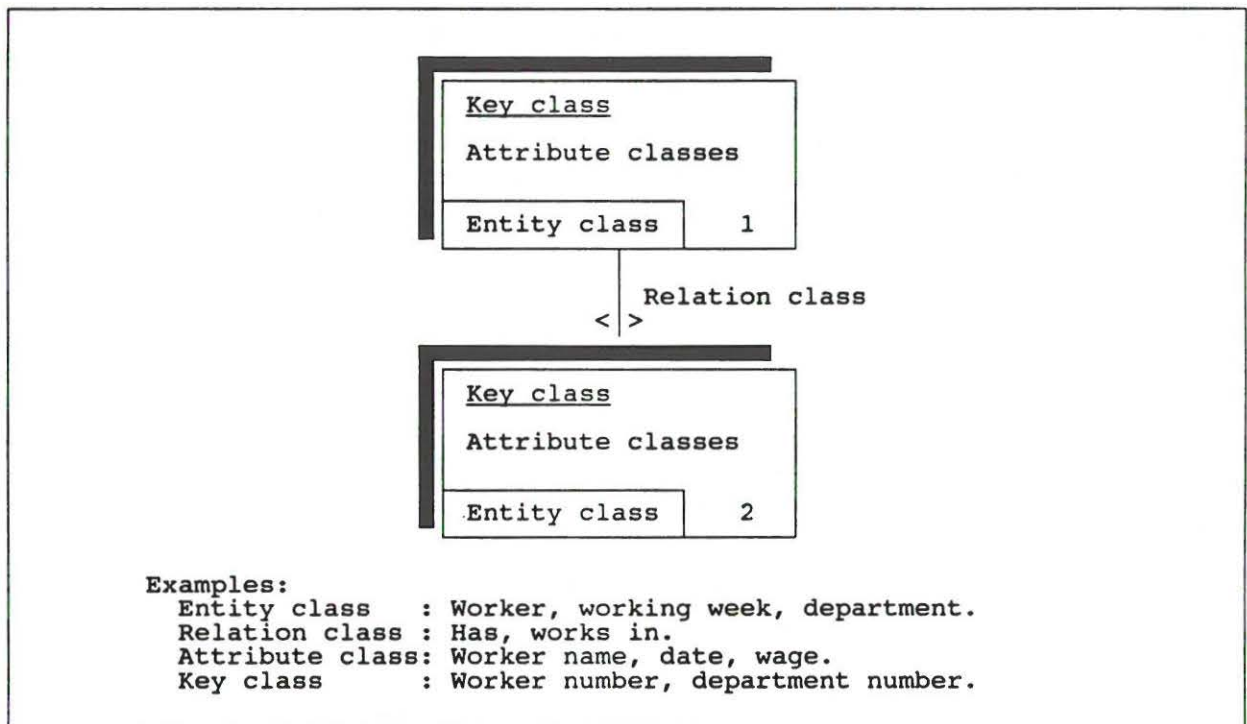 Key class
Attribute classes
Entity class 1
Relation class
< >
Key class
Attribute classes
Entity class 2
Examples:
Entity class : Worker, working week, department.
Relation class : Has, works in.
Attribute class: Worker name, date, wage.
Key class : Worker number, department number.